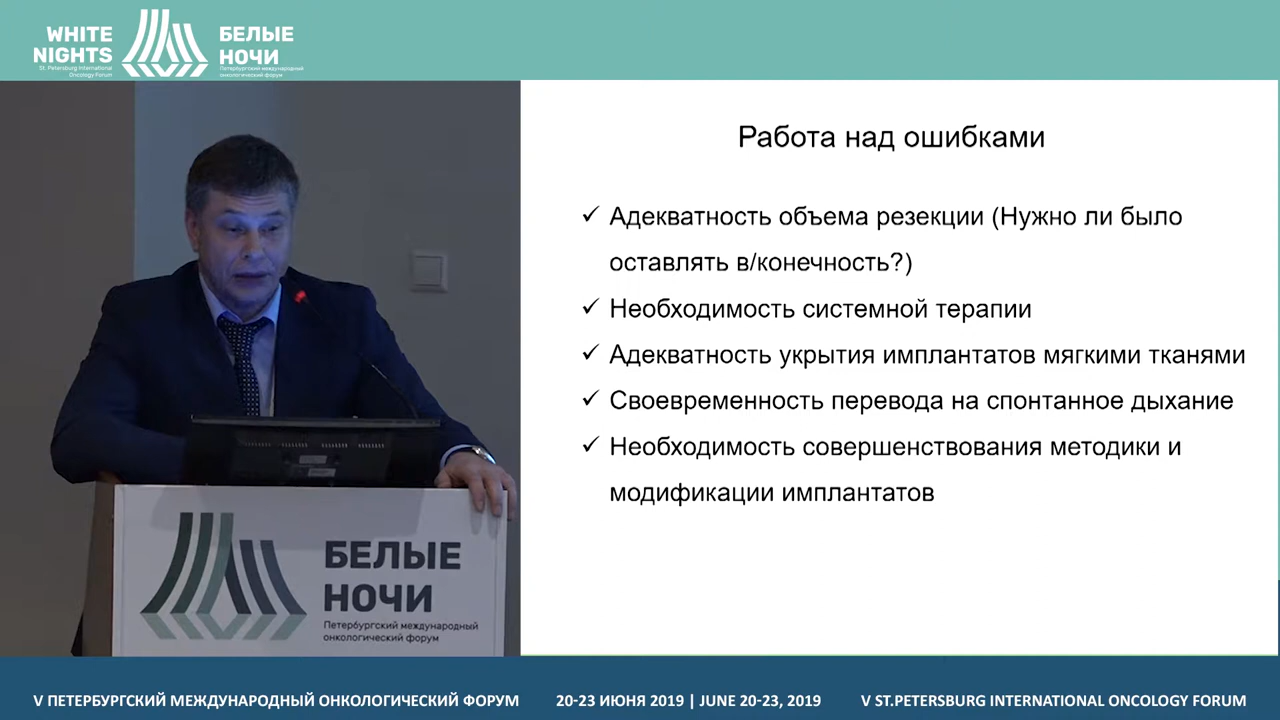 WHITE
NIGHTS
St. Petersburg International
Oncology Forum
БЕЛЫЕ
НОЧИ
Петербургский международный
онкологический форум
Работа над ошибками
✓ Адекватность объема резекции (Нужно ли было
оставлять в/конечность?)
✓ Необходимость системной терапии
✓ Адекватность укрытия имплантатов мягкими тканями
✓ Своевременность перевода на спонтанное дыхание
✓ Необходимость совершенствования методики и
модификации имплантатов
БЕЛЫЕ
НОЧИ
Петербургский международный
онкологический форум
V ПЕТЕРБУРГСКИЙ МЕЖДУНАРОДНЫЙ ОНКОЛОГИЧЕСКИЙ ФОРУМ 20-23 ИЮНЯ 2019 | JUNE 20-23, 2019 V ST.PETERSBURG INTERNATIONAL ONCOLOGY FORUM